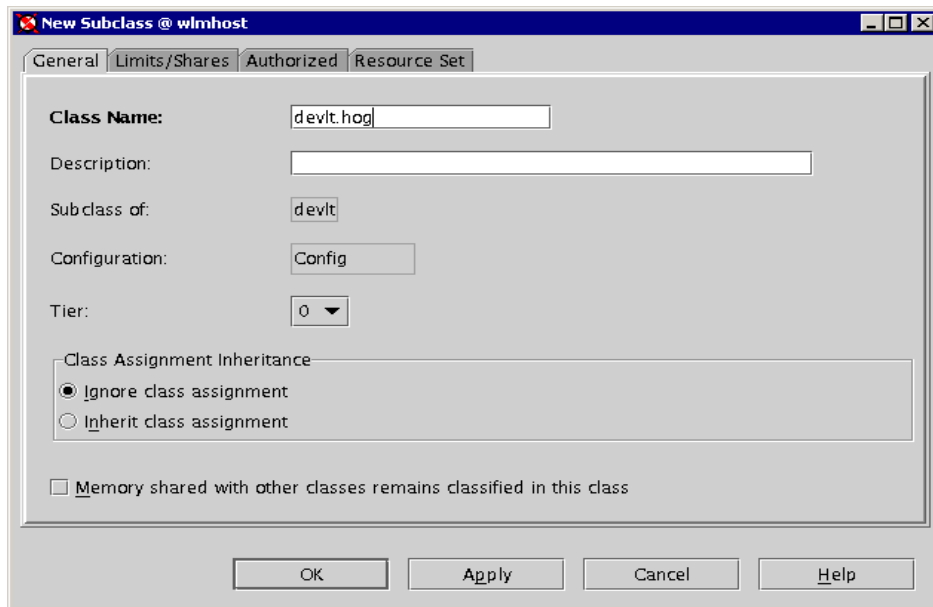 New Subclass @ wlmhost
General Limits/Shares Authorized Resource Set
Class Name: devlt.hog
Description:
Subclass of: devlt
Configuration: Config
Tier: 0
Class Assignment Inheritance
Ignore class assignment
Inherit class assignment
Memory shared with other classes remains classified in this class
OK Apply Cancel Help